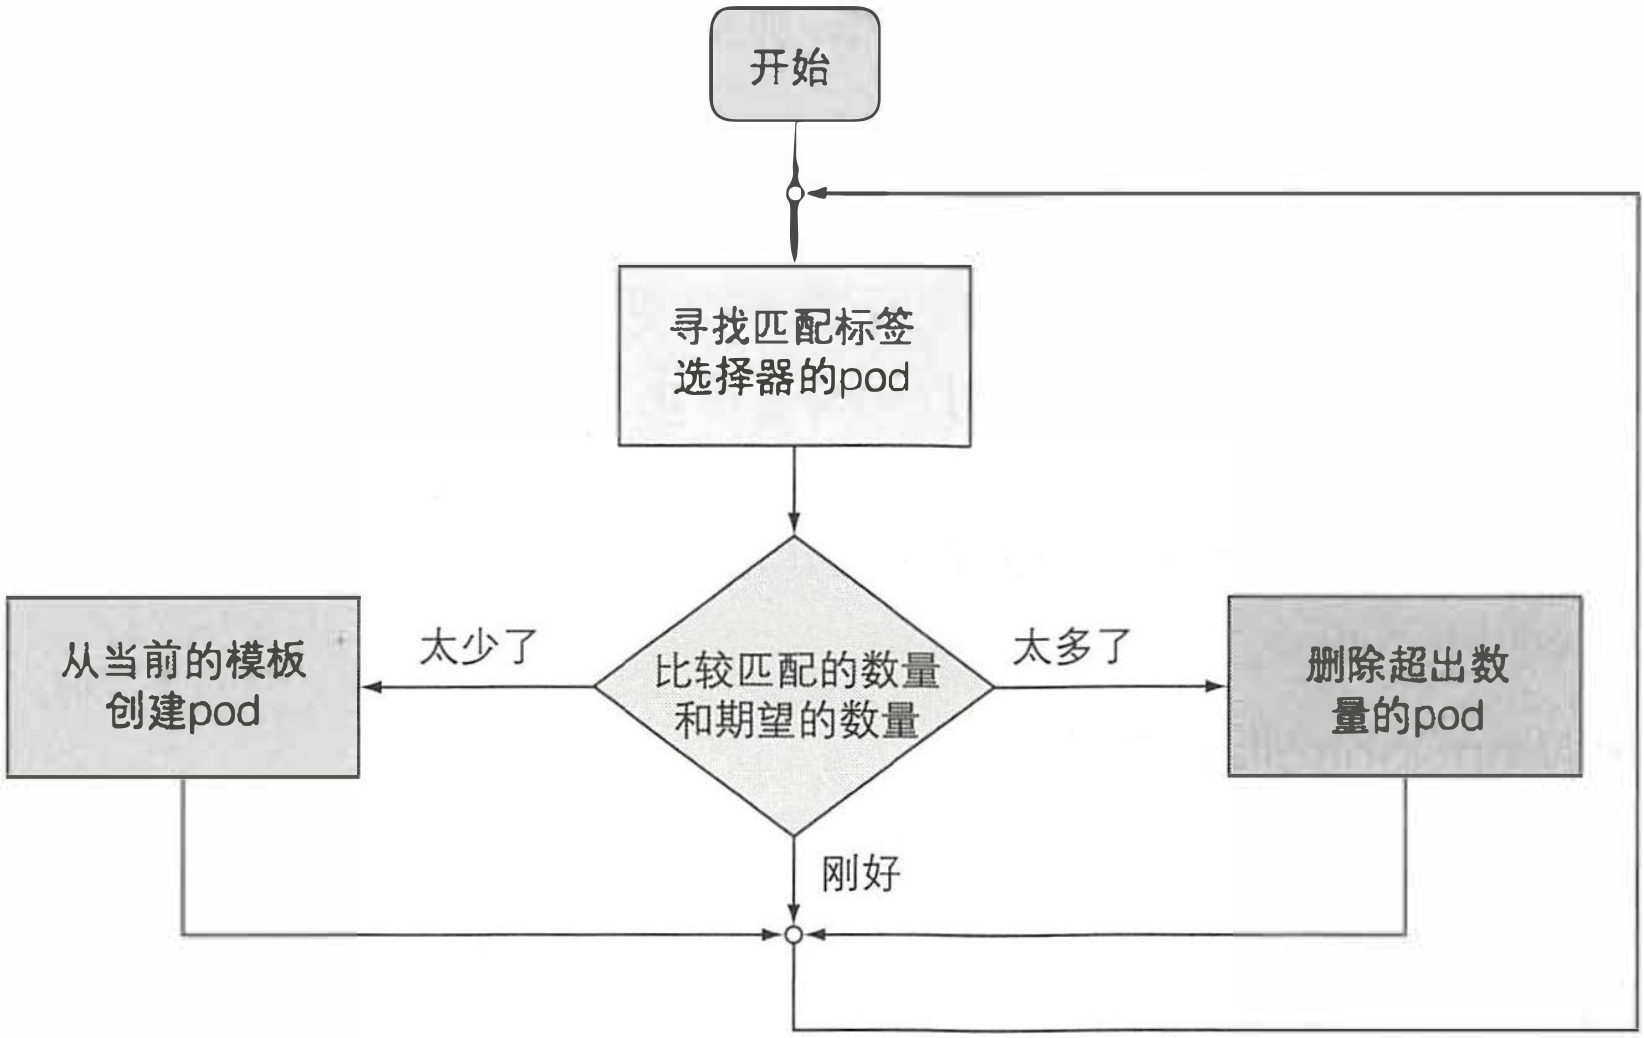 开始
寻找匹配标签
选择器的pod
从当前的模板
创建pod
太少了
比较匹配的数量
和期望的数量
太多了
删除超出数
量的pod
刚好